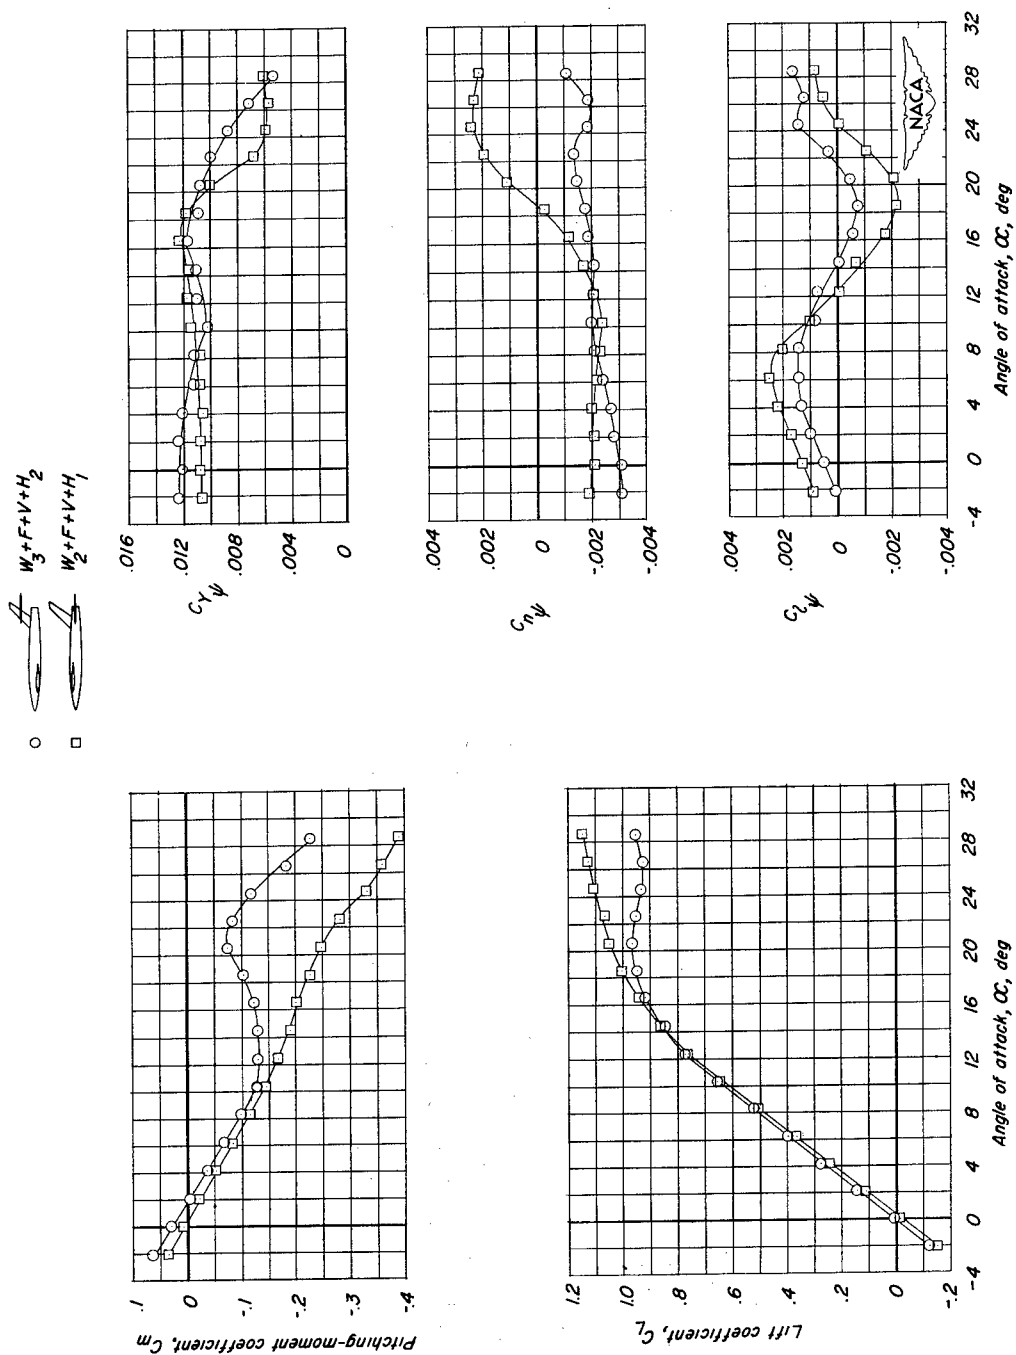 ○ W3+F+V+H2
□ W2+F+V+H1
.1
0
-.1
-.2
-.3
-.4
Pitching-moment coefficient, Cm
1.2
1.0
.8
.6
.4
.2
0
-.2
Lift coefficient, CL
-4 0 4 8 12 16 20 24 28 32
Angle of attack, α, deg
.016
.012
.008
.004
0
CYψ
.004
.002
0
-.002
-.004
Cnψ
.004
.002
0
-.002
-.004
Clψ
NACA
-4 0 4 8 12 16 20 24 28 32
Angle of attack, α, deg